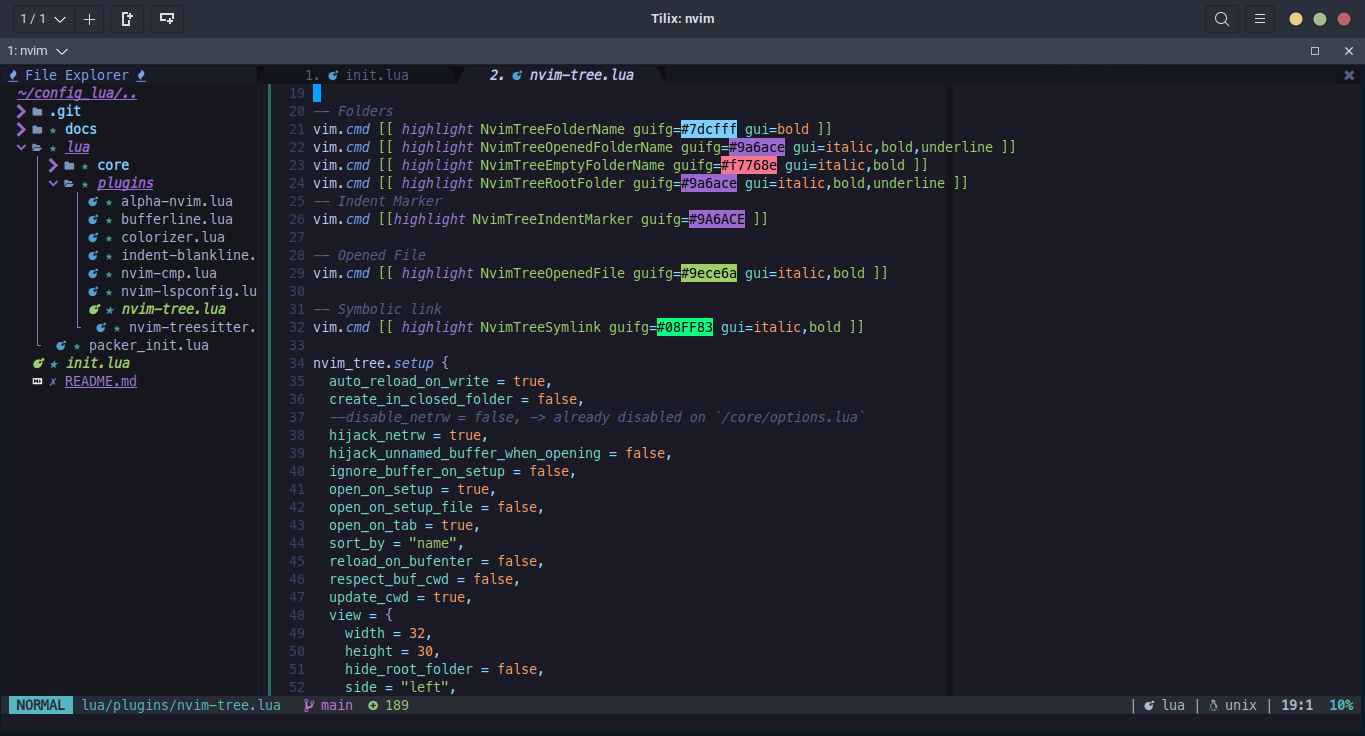 1 / 1
Tilix: nvim
1: nvim
File Explorer
1. init.lua
2. nvim-tree.lua
~/config_lua/..
.git
docs
lua
core
plugins
alpha-nvim.lua
bufferline.lua
colorizer.lua
indent-blankline.
nvim-cmp.lua
nvim-lspconfig.lu
nvim-tree.lua
nvim-treesitter.
packer_init.lua
init.lua
README.md
19
20 -- Folders
21 vim.cmd [[ highlight NvimTreeFolderName guifg=#7dcfff gui=bold ]]
22 vim.cmd [[ highlight NvimTreeOpenedFolderName guifg=#9a6ace gui=italic,bold,underline ]]
23 vim.cmd [[ highlight NvimTreeEmptyFolderName guifg=#f7768e gui=italic,bold ]]
24 vim.cmd [[ highlight NvimTreeRootFolder guifg=#9a6ace gui=italic,bold,underline ]]
25 -- Indent Marker
26 vim.cmd [[highlight NvimTreeIndentMarker guifg=#9A6ACE ]]
27
28 -- Opened File
29 vim.cmd [[ highlight NvimTreeOpenedFile guifg=#9ece6a gui=italic,bold ]]
30
31 -- Symbolic link
32 vim.cmd [[ highlight NvimTreeSymlink guifg=#08FF83 gui=italic,bold ]]
33
34 nvim_tree.setup {
35 auto_reload_on_write = true,
36 create_in_closed_folder = false,
37 --disable_netrw = false, -> already disabled on `/core/options.lua`
38 hijack_netrw = true,
39 hijack_unnamed_buffer_when_opening = false,
40 ignore_buffer_on_setup = false,
41 open_on_setup = true,
42 open_on_setup_file = false,
43 open_on_tab = true,
44 sort_by = "name",
45 reload_on_bufenter = false,
46 respect_buf_cwd = false,
47 update_cwd = true,
48 view = {
49 width = 32,
50 height = 30,
51 hide_root_folder = false,
52 side = "left",
NORMAL lua/plugins/nvim-tree.lua main 189 | lua | unix | 19:1 10%